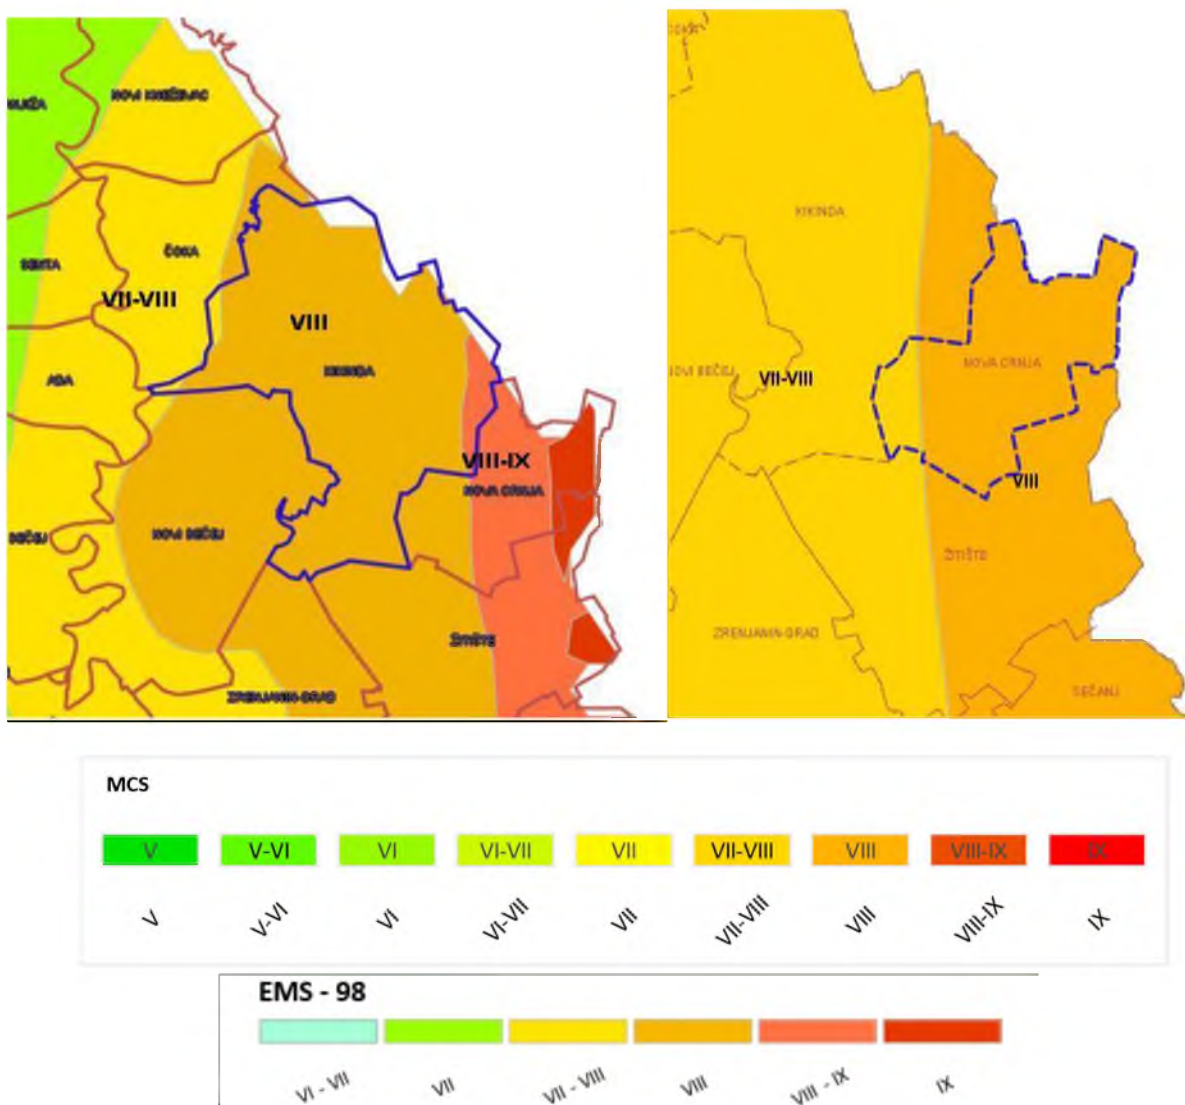 NOVI KNEŽEVAC
ČOKA
SENTA
VII-VIII
VIII
KIKINDA
ADA
VIII-IX
NOVA CRNJA
BEČEJ
NOVI BEČEJ
ŽITIŠTE
ZRENJANIN-GRAD
KIKINDA
NOVA CRNJA
NOVI BEČEJ
VII-VIII
VIII
ŽITIŠTE
ZRENJANIN-GRAD
SEČANJ
MCS
V V-VI VI VI-VII VII VII-VIII VIII VIII-IX IX
V V-VI VI VI-VII VII VII-VIII VIII VIII-IX IX
EMS - 98
VI - VII VII VII - VIII VIII VIII - IX IX